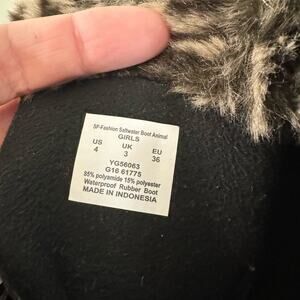 SP-Fashion Saltwater Boot Animal
GIRLS
US UK EU
4 3 36
YG56063
G16 61775
85% polyamide 15% polyester
Waterproof Rubber Boot
MADE IN INDONESIA